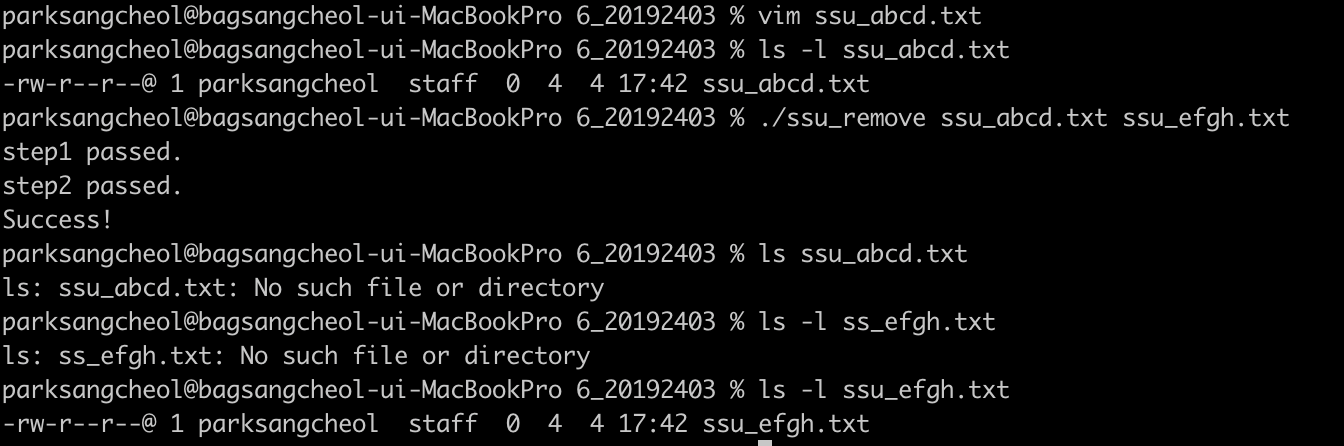 parksangcheol@bagsangcheol-ui-MacBookPro 6_20192403 % vim ssu_abcd.txt
parksangcheol@bagsangcheol-ui-MacBookPro 6_20192403 % ls -l ssu_abcd.txt
-rw-r--r--@ 1 parksangcheol  staff  0  4  4 17:42 ssu_abcd.txt
parksangcheol@bagsangcheol-ui-MacBookPro 6_20192403 % ./ssu_remove ssu_abcd.txt ssu_efgh.txt
step1 passed.
step2 passed.
Success!
parksangcheol@bagsangcheol-ui-MacBookPro 6_20192403 % ls ssu_abcd.txt
ls: ssu_abcd.txt: No such file or directory
parksangcheol@bagsangcheol-ui-MacBookPro 6_20192403 % ls -l ss_efgh.txt
ls: ss_efgh.txt: No such file or directory
parksangcheol@bagsangcheol-ui-MacBookPro 6_20192403 % ls -l ssu_efgh.txt
-rw-r--r--@ 1 parksangcheol  staff  0  4  4 17:42 ssu_efgh.txt